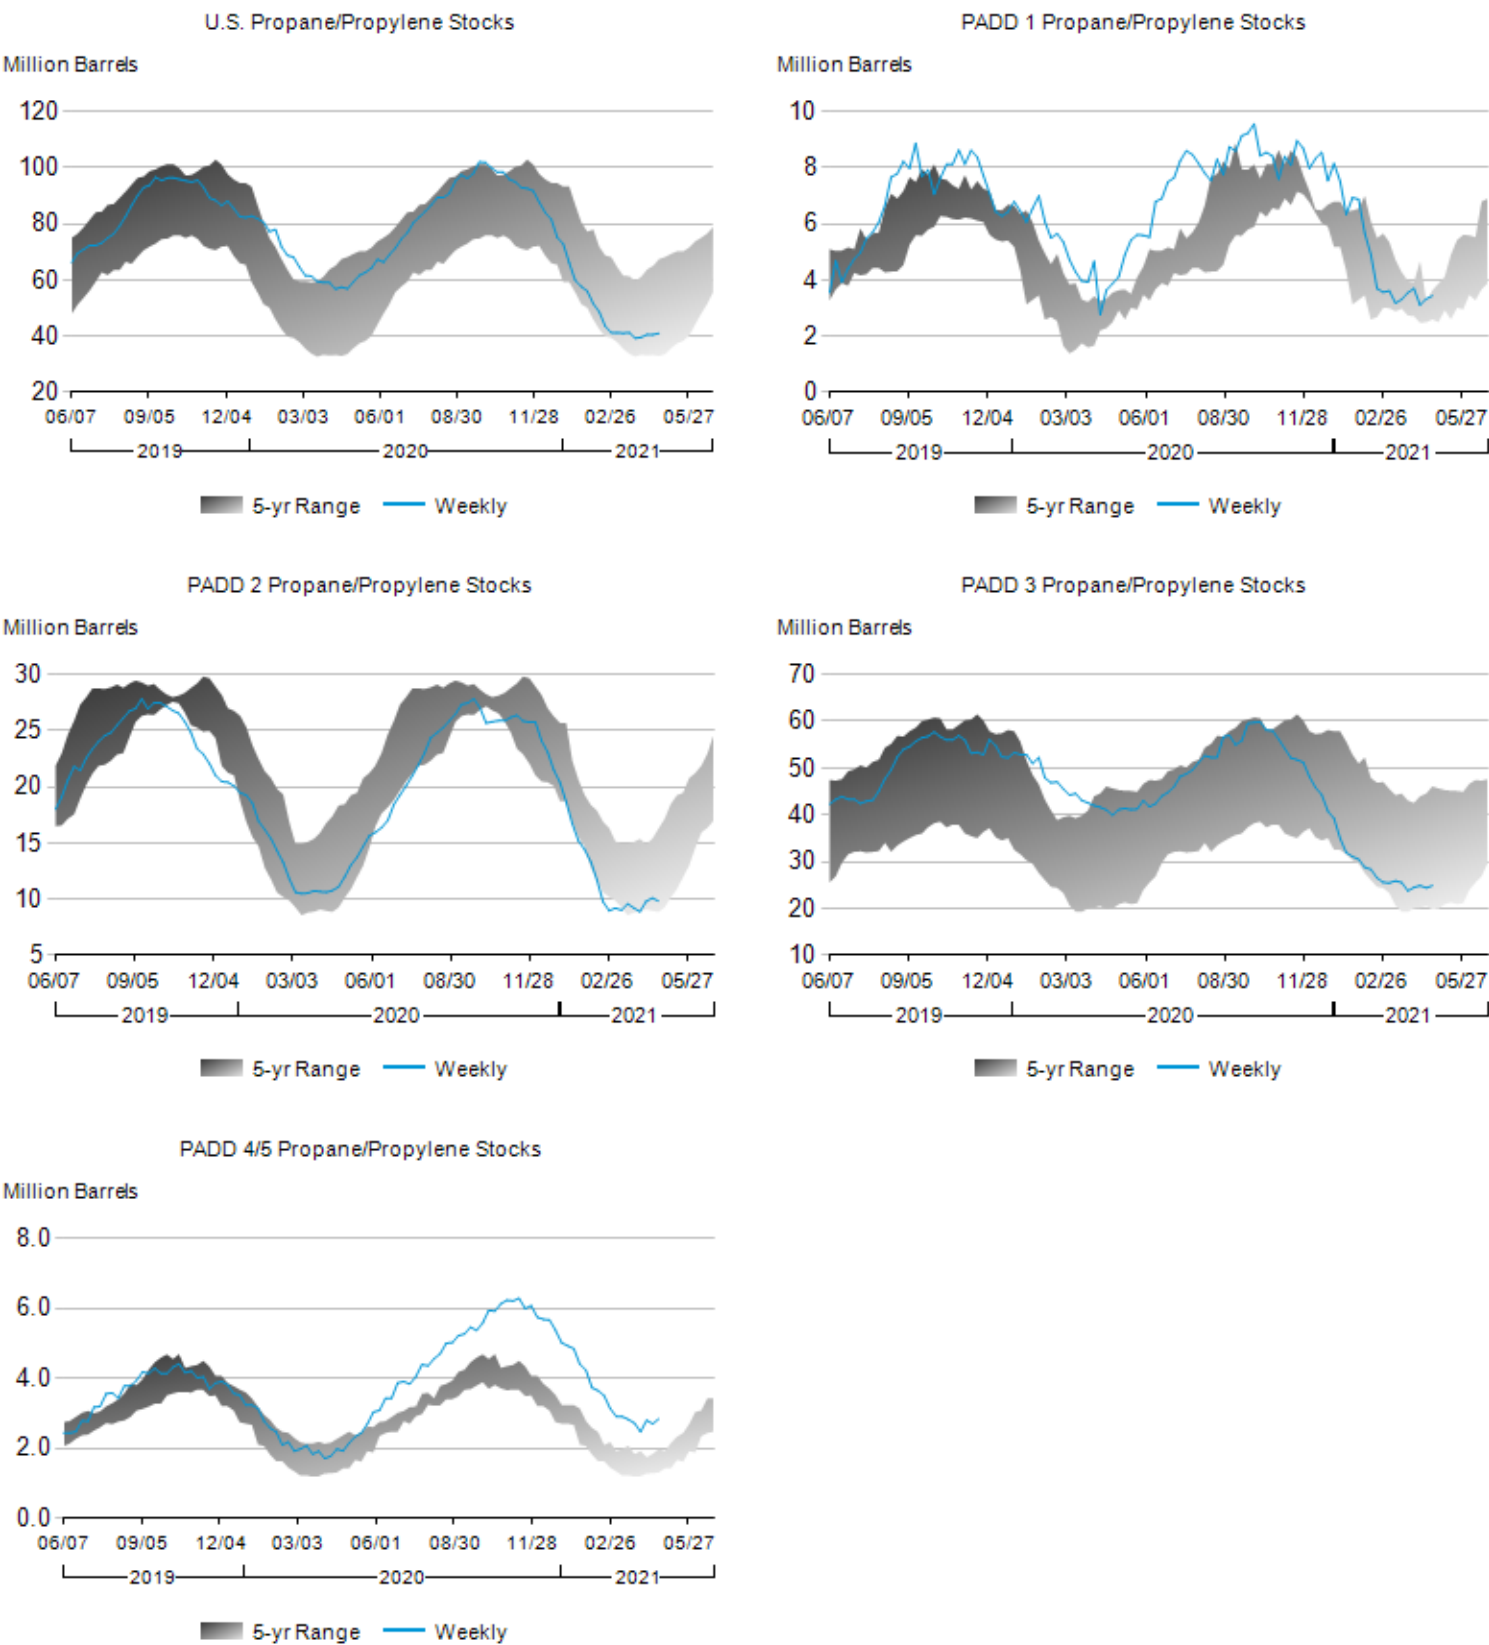 U.S. Propane/Propylene Stocks
Million Barrels
120
100
80
60
40
20
06/07 09/05 12/04 03/03 06/01 08/30 11/28 02/26 05/27
2019 2020 2021
5-yr Range Weekly
PADD 1 Propane/Propylene Stocks
Million Barrels
10
8
6
4
2
0
06/07 09/05 12/04 03/03 06/01 08/30 11/28 02/26 05/27
2019 2020 2021
5-yr Range Weekly
PADD 2 Propane/Propylene Stocks
Million Barrels
30
25
20
15
10
5
06/07 09/05 12/04 03/03 06/01 08/30 11/28 02/26 05/27
2019 2020 2021
5-yr Range Weekly
PADD 3 Propane/Propylene Stocks
Million Barrels
70
60
50
40
30
20
10
06/07 09/05 12/04 03/03 06/01 08/30 11/28 02/26 05/27
2019 2020 2021
5-yr Range Weekly
PADD 4/5 Propane/Propylene Stocks
Million Barrels
8.0
6.0
4.0
2.0
0.0
06/07 09/05 12/04 03/03 06/01 08/30 11/28 02/26 05/27
2019 2020 2021
5-yr Range Weekly